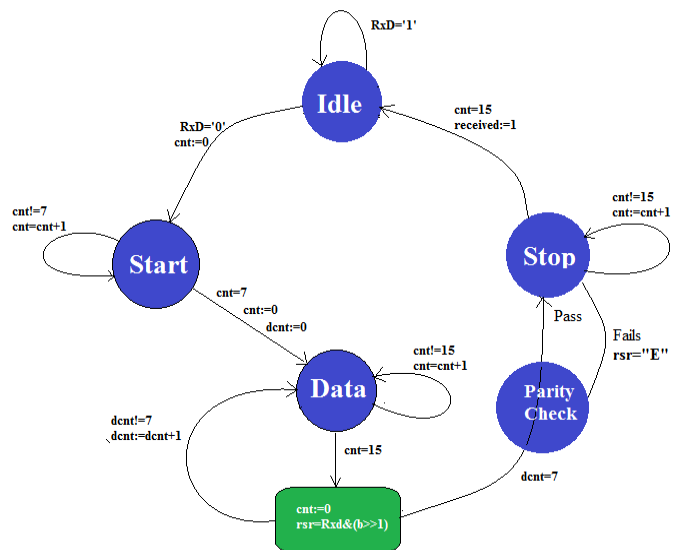 RxD='1'
Idle
cnt=15
received:=1
RxD='0'
cnt:=0
cnt!=7
cnt=cnt+1
Start
cnt!=15
cnt:=cnt+1
Stop
cnt=7
cnt:=0
dcnt:=0
Pass
Fails
rsr="E"
cnt!=15
cnt=cnt+1
Data
Parity
Check
dcnt!=7
dcnt:=dcnt+1
cnt=15
dcnt=7
cnt:=0
rsr=Rxd&(b>>1)